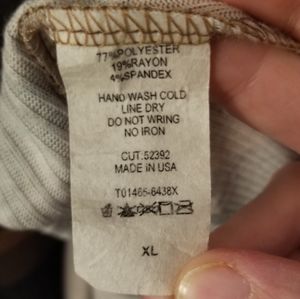 77%POLYESTER
19%RAYON
4%SPANDEX
HAND WASH COLD
LINE DRY
DO NOT WRING
NO IRON
CUT.52392
MADE IN USA
T01465-6438X
XL